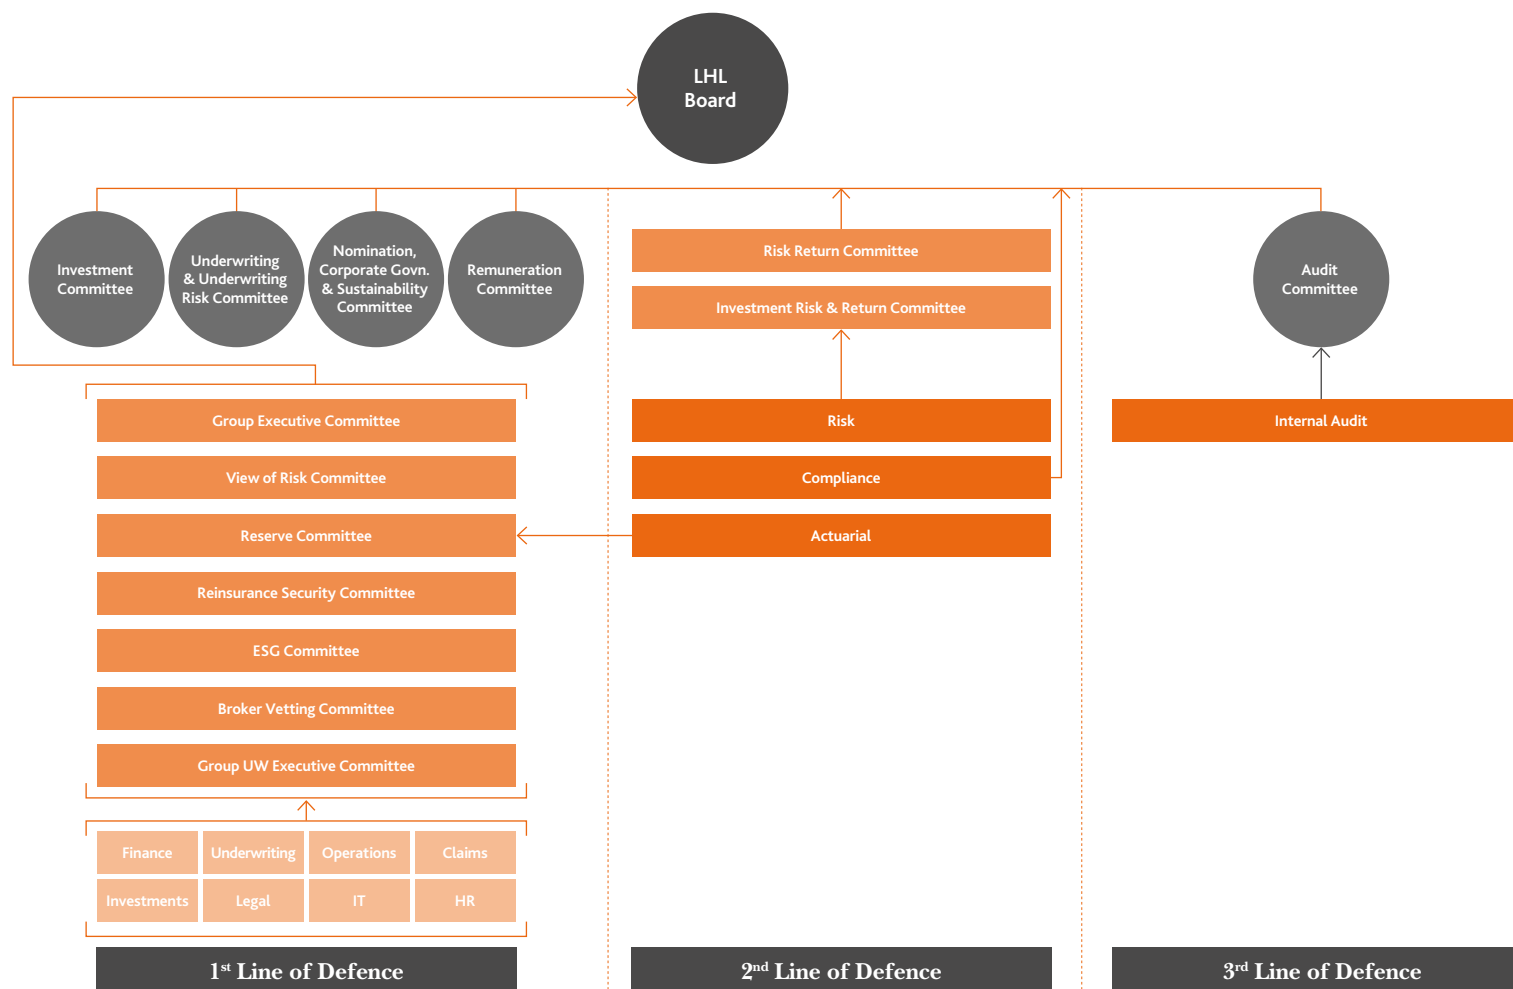 LHL
Board
Investment
Committee
Underwriting
& Underwriting
Risk Committee
Nomination,
Corporate Govn.
& Sustainability
Committee
Remuneration
Committee
Risk Return Committee
Investment Risk & Return Committee
Audit
Committee
Group Executive Committee
View of Risk Committee
Reserve Committee
Reinsurance Security Committee
ESG Committee
Broker Vetting Committee
Group UW Executive Committee
Risk
Compliance
Actuarial
Internal Audit
Finance
Underwriting
Operations
Claims
Investments
Legal
IT
HR
1st Line of Defence
2nd Line of Defence
3rd Line of Defence